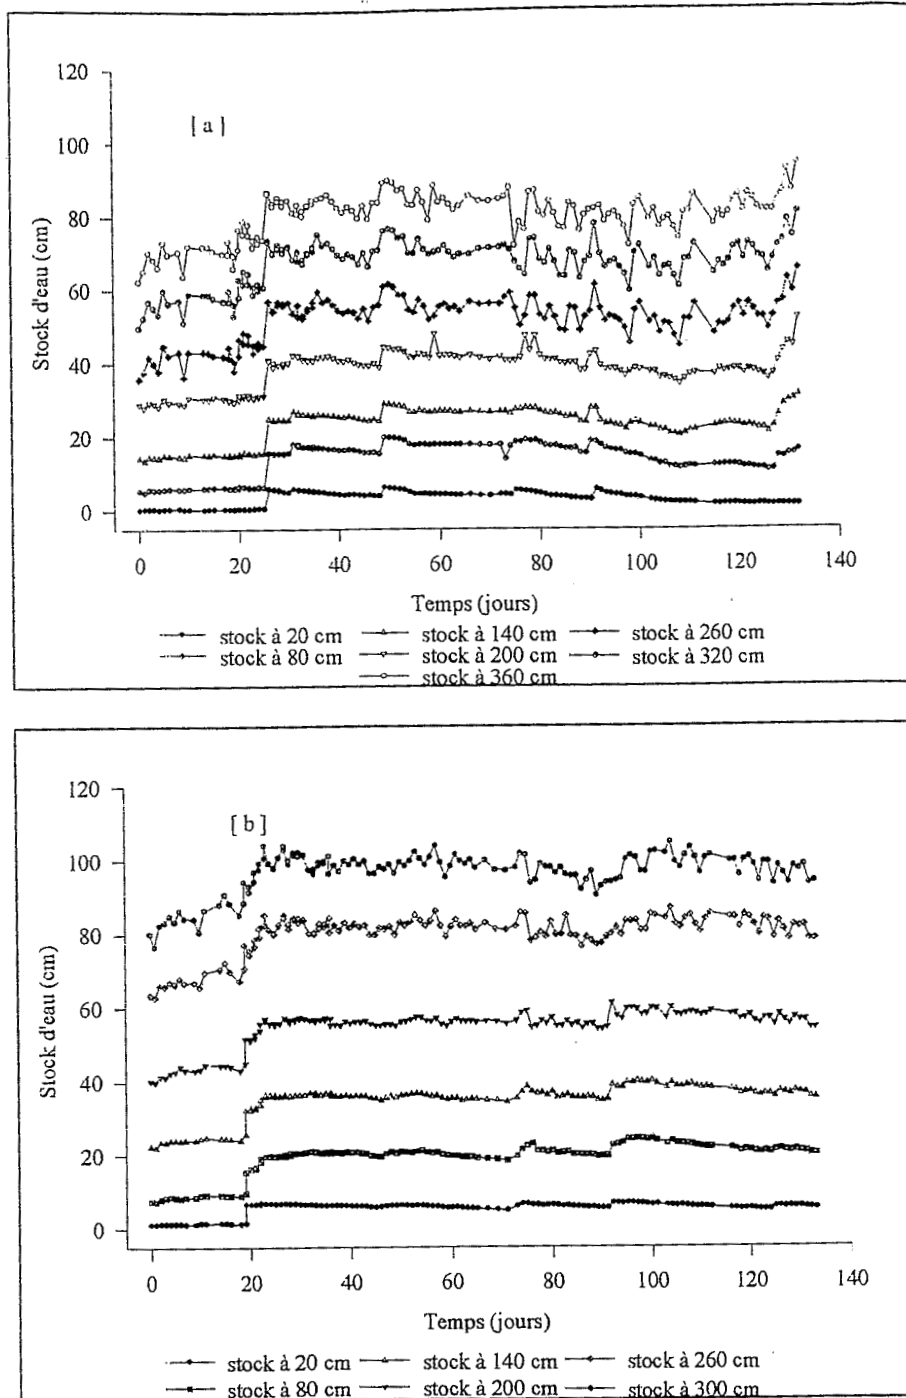 120
[ a ]
100
80
60
40
20
0
Stock d'eau (cm)
0 20 40 60 80 100 120 140
Temps (jours)
stock à 20 cm stock à 140 cm stock à 260 cm
stock à 80 cm stock à 200 cm stock à 320 cm
stock à 360 cm
120
[ b ]
100
80
60
40
20
0
Stock d'eau (cm)
0 20 40 60 80 100 120 140
Temps (jours)
stock à 20 cm stock à 140 cm stock à 260 cm
stock à 80 cm stock à 200 cm stock à 300 cm